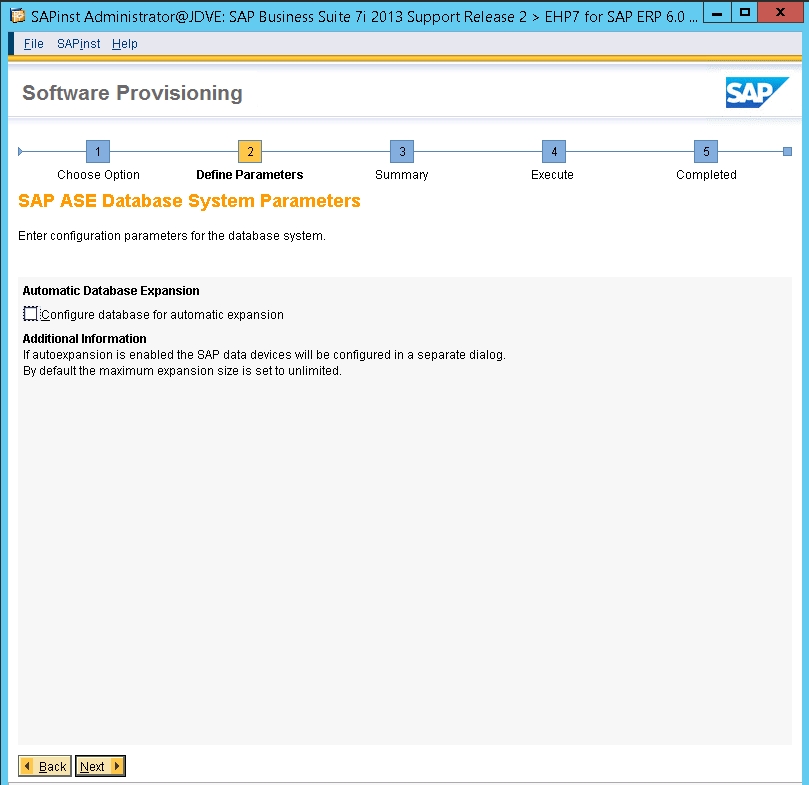 SAPinst Administrator@JDVE: SAP Business Suite 7i 2013 Support Release 2 > EHP7 for SAP ERP 6.0 ...
File SAPinst Help
Software Provisioning
SAP
1 2 3 4 5
Choose Option Define Parameters Summary Execute Completed
SAP ASE Database System Parameters
Enter configuration parameters for the database system.
Automatic Database Expansion
Configure database for automatic expansion
Additional Information
If autoexpansion is enabled the SAP data devices will be configured in a separate dialog.
By default the maximum expansion size is set to unlimited.
Back Next